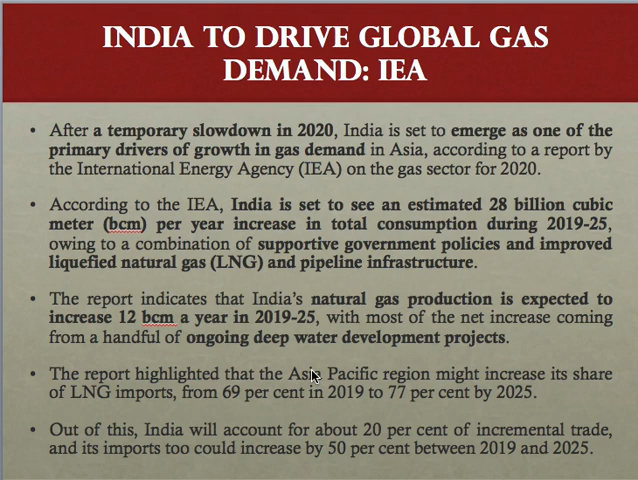 INDIA TO DRIVE GLOBAL GAS
DEMAND: IEA
• After a temporary slowdown in 2020, India is set to emerge as one of the
primary drivers of growth in gas demand in Asia, according to a report by
the International Energy Agency (IEA) on the gas sector for 2020.
• According to the IEA, India is set to see an estimated 28 billion cubic
meter (bcm) per year increase in total consumption during 2019-25,
owing to a combination of supportive government policies and improved
liquefied natural gas (LNG) and pipeline infrastructure.
• The report indicates that India's natural gas production is expected to
increase 12 bcm a year in 2019-25, with most of the net increase coming
from a handful of ongoing deep water development projects.
• The report highlighted that the Asia Pacific region might increase its share
of LNG imports, from 69 per cent in 2019 to 77 per cent by 2025.
• Out of this, India will account for about 20 per cent of incremental trade,
and its imports too could increase by 50 per cent between 2019 and 2025.